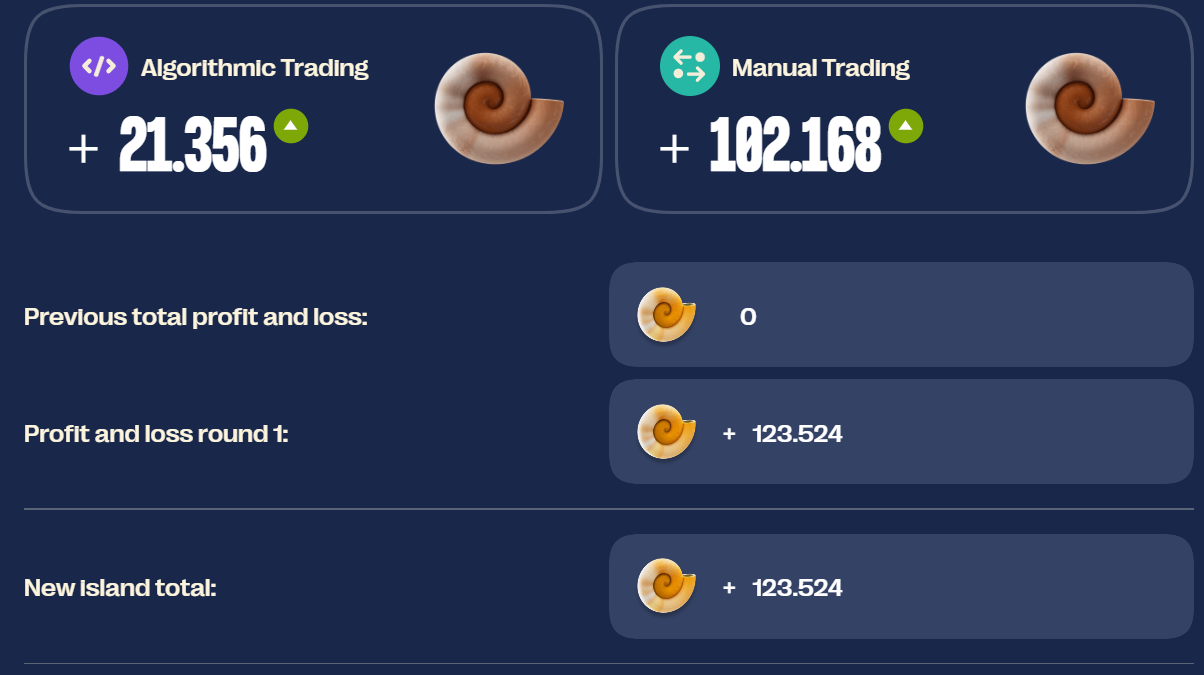 Algorithmic Trading
+ 21.356
Manual Trading
+ 102.168
Previous total profit and loss:
0
Profit and loss round 1:
+ 123.524
New island total:
+ 123.524